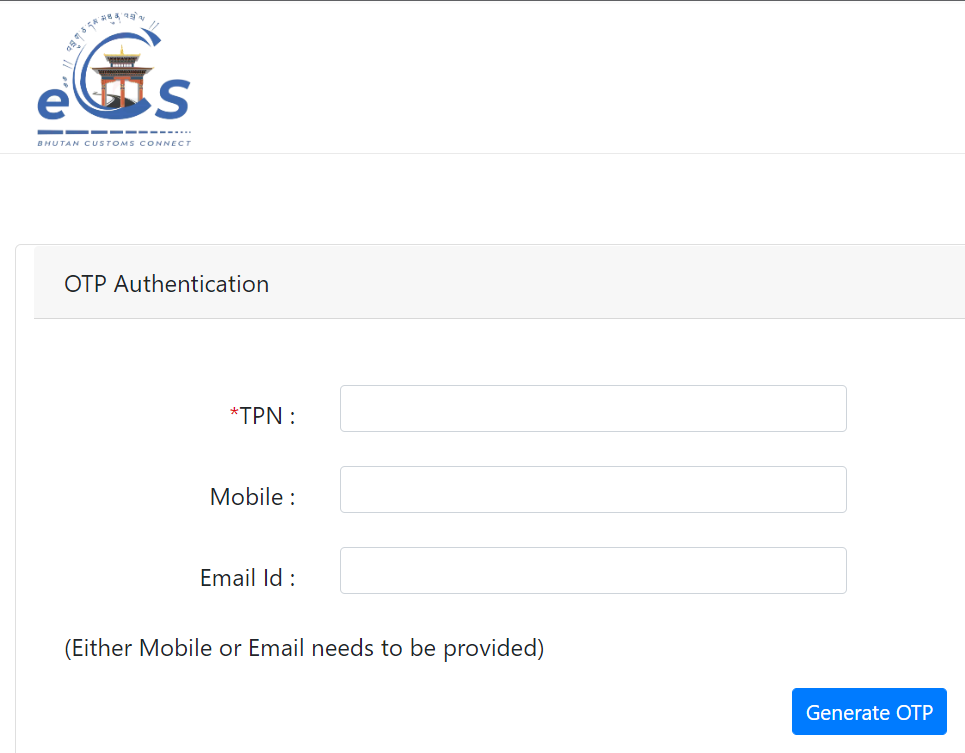 eCS
BHUTAN CUSTOMS CONNECT
OTP Authentication
*TPN :
Mobile :
Email Id :
(Either Mobile or Email needs to be provided)
Generate OTP